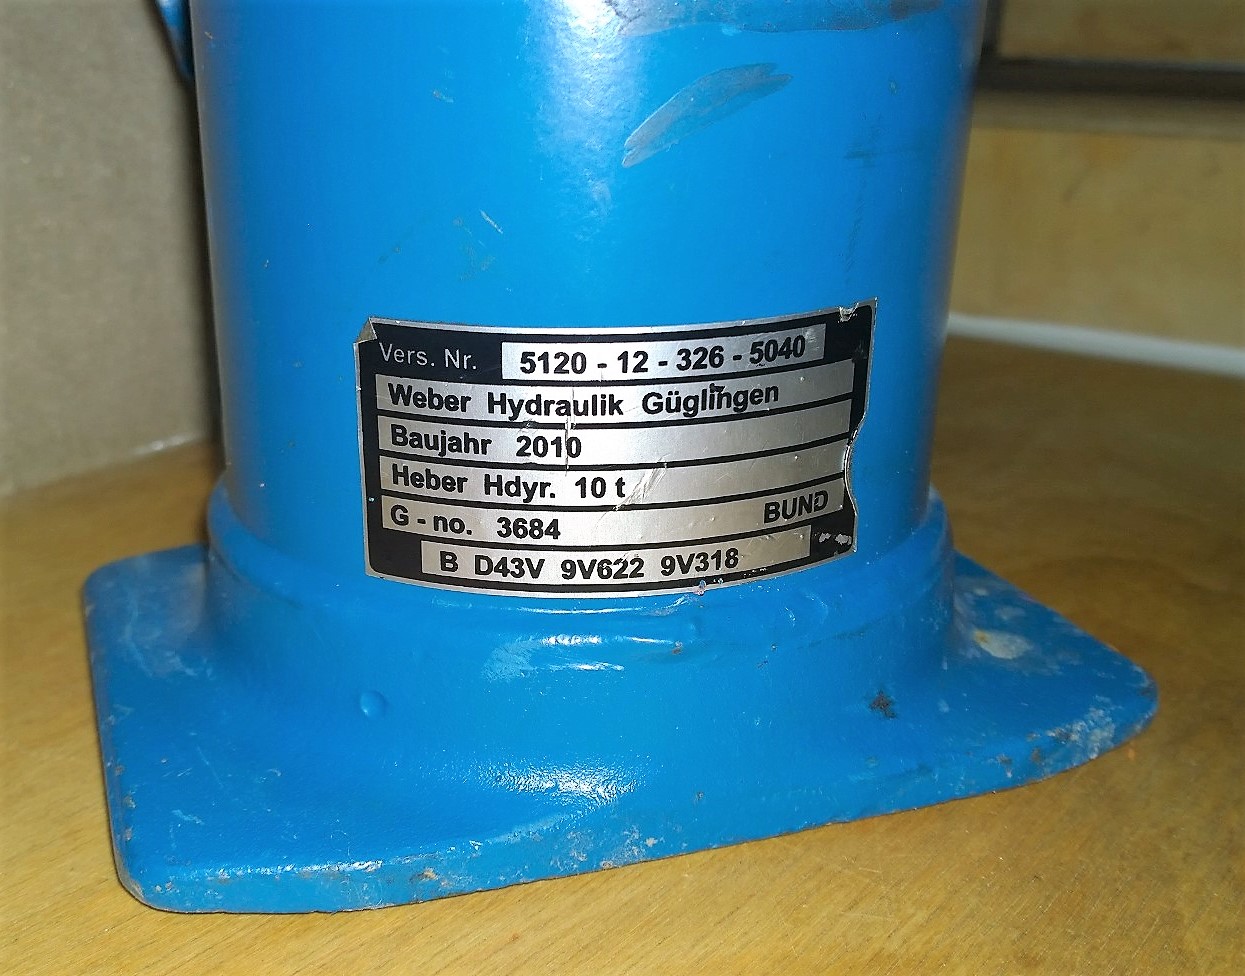 Vers. Nr. 5120 - 12 - 326 - 5040
Weber Hydraulik Güglingen
Baujahr 2010
Heber Hdyr. 10 t
G - no. 3684 BUND
B D43V 9V622 9V318